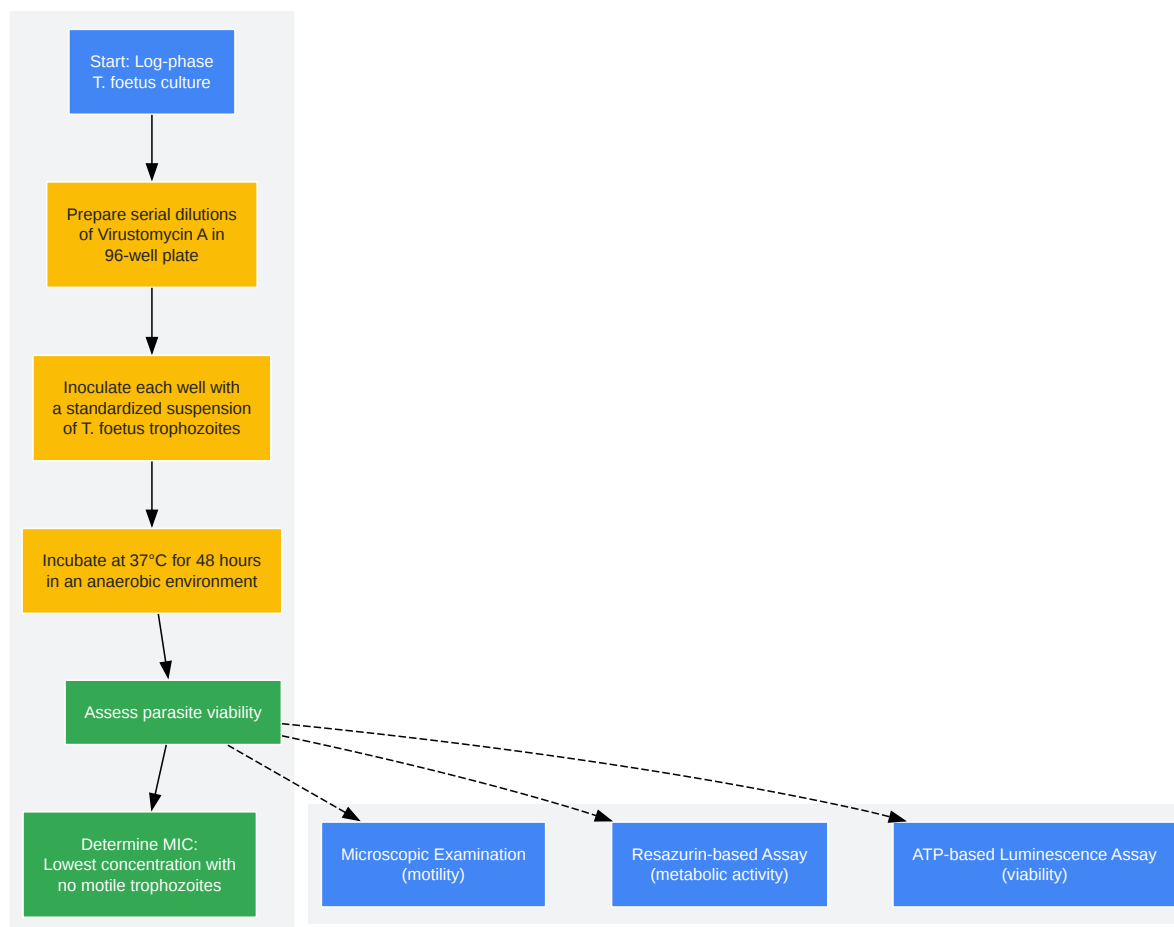 Start: Log-phase
T. foetus culture
Prepare serial dilutions
of Virustomycin A in
96-well plate
Inoculate each well with
a standardized suspension
of T. foetus trophozoites
Incubate at 37°C for 48 hours
in an anaerobic environment
Assess parasite viability
Determine MIC:
Lowest concentration with
no motile trophozoites
Microscopic Examination
(motility)
Resazurin-based Assay
(metabolic activity)
ATP-based Luminescence Assay
(viability)